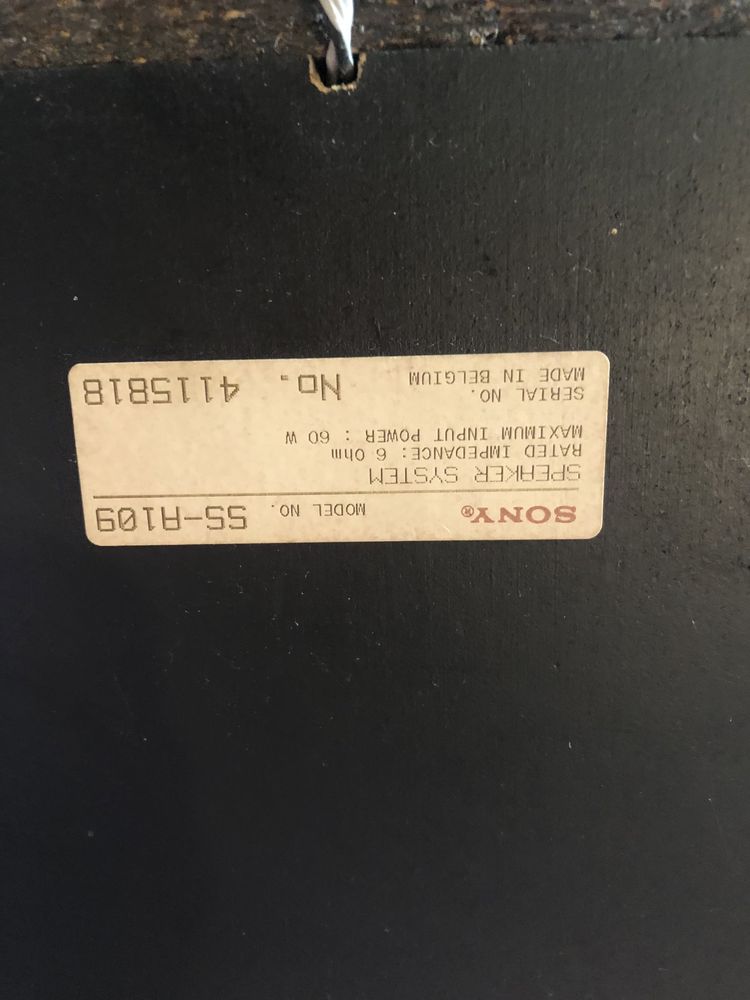 SONY® MODEL NO. SS-A109
SPEAKER SYSTEM
RATED IMPEDANCE: 6 Ohm
MAXIMUM INPUT POWER : 60 W
SERIAL NO.
MADE IN BELGIUM No. 4115818